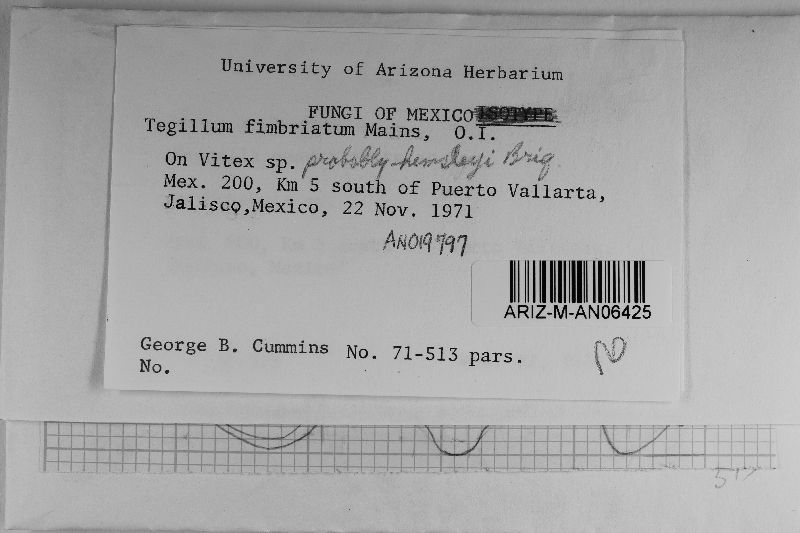 University of Arizona Herbarium
FUNGI OF MEXICO ISOTYPE
Tegillum fimbriatum Mains, O.I.
On Vitex sp. probably hemsleyi Briq.
Mex. 200, Km 5 south of Puerto Vallarta,
Jalisco, Mexico, 22 Nov. 1971
AN019797
ARIZ-M-AN06425
George B. Cummins No. 71-513 pars.
No.